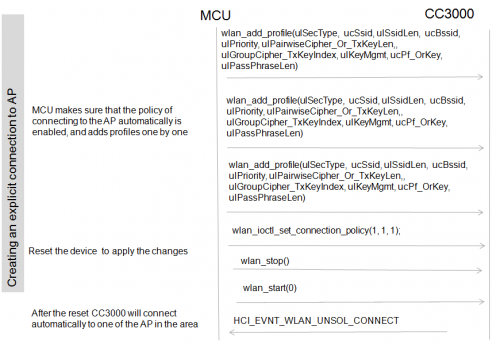 MCU
CC3000
wlan_add_profile(ulSecType, ucSsid, ulSsidLen, ucBssid,
ulPriority, ulPairwiseCipher_Or_TxKeyLen,,
ulGroupCipher_TxKeyIndex, ulKeyMgmt, ucPf_OrKey,
ulPassPhraseLen)
Creating an explicit connection to AP
MCU makes sure that the policy of
connecting to the AP automatically is
enabled, and adds profiles one by one
wlan_add_profile(ulSecType, ucSsid, ulSsidLen, ucBssid,
ulPriority, ulPairwiseCipher_Or_TxKeyLen,,
ulGroupCipher_TxKeyIndex, ulKeyMgmt, ucPf_OrKey,
ulPassPhraseLen)
wlan_add_profile(ulSecType, ucSsid, ulSsidLen, ucBssid,
ulPriority, ulPairwiseCipher_Or_TxKeyLen,,
ulGroupCipher_TxKeyIndex, ulKeyMgmt, ucPf_OrKey,
ulPassPhraseLen)
wlan_ioctl_set_connection_policy(1, 1, 1);
Reset the device to apply the changes
wlan_stop()
wlan_start(0)
After the reset CC3000 will connect
automatically to one of the AP in the area
HCI_EVNT_WLAN_UNSOL_CONNECT